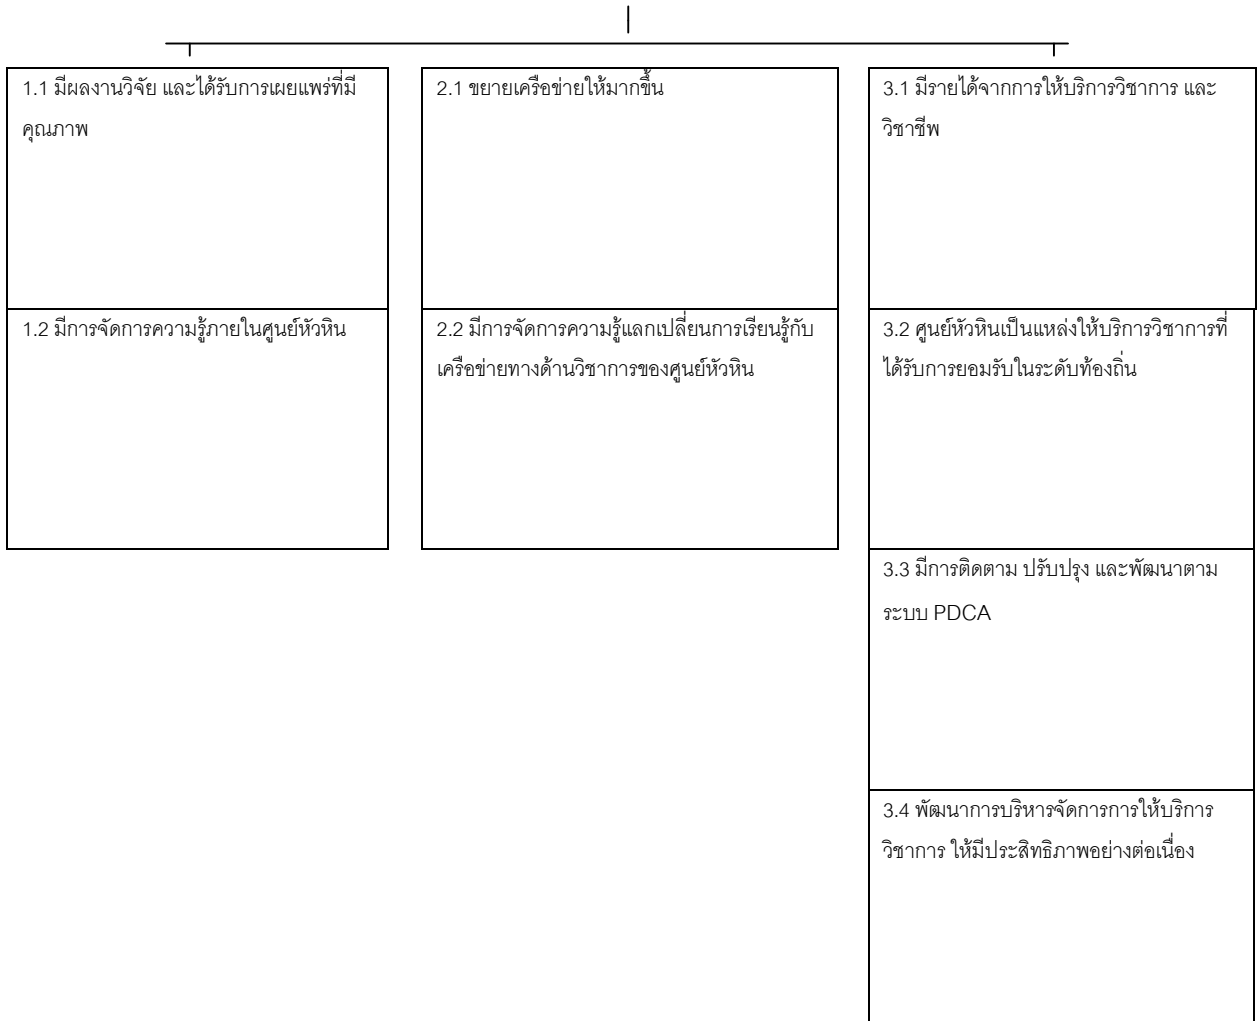 1.1 มีผลงานวิจัย และได้รับการเผยแพร่ที่มี
คุณภาพ
1.2 มีการจัดการความรู้ภายในศูนย์หัวหิน
2.1 ขยายเครือข่ายให้มากขึ้น
2.2 มีการจัดการความรู้แลกเปลี่ยนการเรียนรู้กับ
เครือข่ายทางด้านวิชาการของศูนย์หัวหิน
3.1 มีรายได้จากการให้บริการวิชาการ และ
วิชาชีพ
3.2 ศูนย์หัวหินเป็นแหล่งให้บริการวิชาการที่
ได้รับการยอมรับในระดับท้องถิ่น
3.3 มีการติดตาม ปรับปรุง และพัฒนาตาม
ระบบ PDCA
3.4 พัฒนาการบริหารจัดการการให้บริการ
วิชาการ ให้มีประสิทธิภาพอย่างต่อเนื่อง